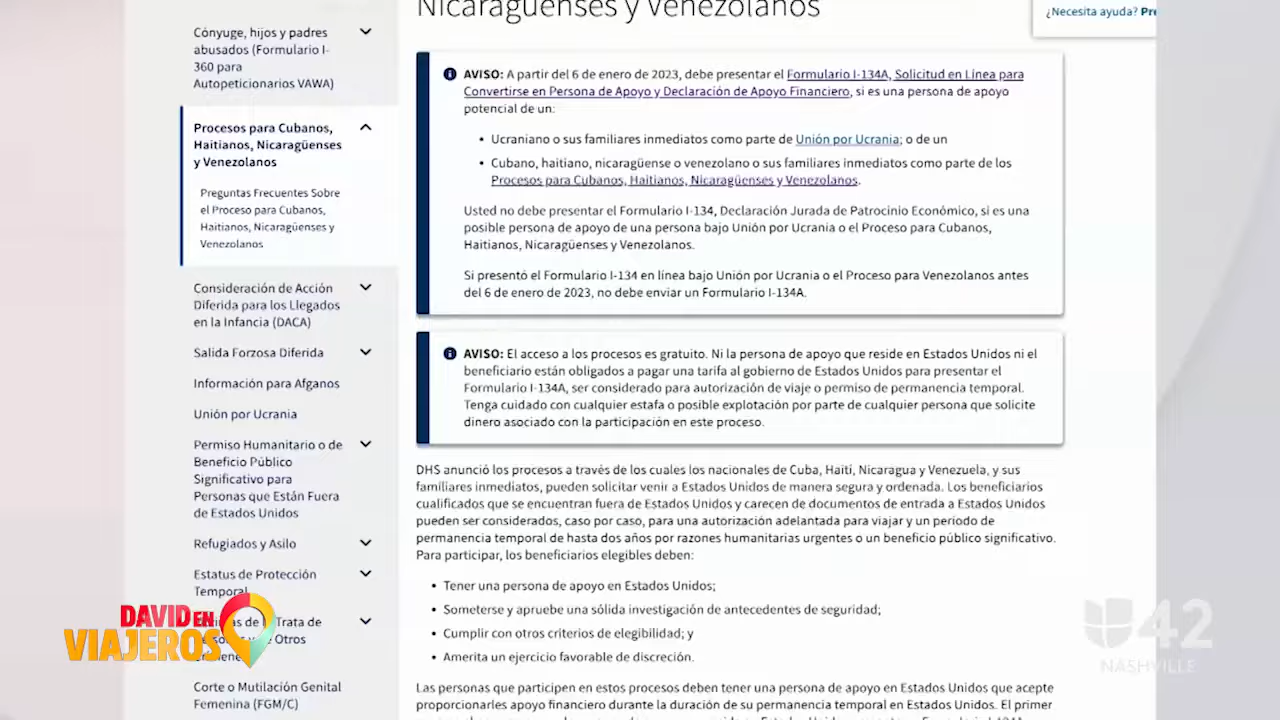 Nicaragüenses y Venezolanos
¿Necesita ayuda?
Cónyuge, hijos y padres
abusados (Formulario I-
360 para
Autopeticionarios VAWA)
Procesos para Cubanos,
Haitianos, Nicaragüenses
y Venezolanos
Preguntas Frecuentes Sobre
el Proceso para Cubanos,
Haitianos, Nicaragüenses y
Venezolanos
Consideración de Acción
Diferida para los Llegados
en la Infancia (DACA)
Salida Forzosa Diferida
Información para Afganos
Unión por Ucrania
Permiso Humanitario o de
Beneficio Público
Significativo para
Personas que Están Fuera
de Estados Unidos
Refugiados y Asilo
Estatus de Protección
Temporal
de la Trata de
Otros
Corte o Mutilación Genital
Femenina (FGM/C)
AVISO: A partir del 6 de enero de 2023, debe presentar el Formulario I-134A, Solicitud en Línea para
Convertirse en Persona de Apoyo y Declaración de Apoyo Financiero, si es una persona de apoyo
potencial de un:
• Ucraniano o sus familiares inmediatos como parte de Unión por Ucrania; o de un
• Cubano, haitiano, nicaragüense o venezolano o sus familiares inmediatos como parte de los
Procesos para Cubanos, Haitianos, Nicaragüenses y Venezolanos.
Usted no debe presentar el Formulario I-134, Declaración Jurada de Patrocinio Económico, si es una
posible persona de apoyo de una persona bajo Unión por Ucrania o el Proceso para Cubanos,
Haitianos, Nicaragüenses y Venezolanos.
Si presentó el Formulario I-134 en línea bajo Unión por Ucrania o el Proceso para Venezolanos antes
del 6 de enero de 2023, no debe enviar un Formulario I-134A.
AVISO: El acceso a los procesos es gratuito. Ni la persona de apoyo que reside en Estados Unidos ni el
beneficiario están obligados a pagar una tarifa al gobierno de Estados Unidos para presentar el
Formulario I-134A, ser considerado para autorización de viaje o permiso de permanencia temporal.
Tenga cuidado con cualquier estafa o posible explotación por parte de cualquier persona que solicite
dinero asociado con la participación en este proceso.
DHS anunció los procesos a través de los cuales los nacionales de Cuba, Haití, Nicaragua y Venezuela, y sus
familiares inmediatos, pueden solicitar venir a Estados Unidos de manera segura y ordenada. Los beneficiarios
cualificados que se encuentran fuera de Estados Unidos y carecen de documentos de entrada a Estados Unidos
pueden ser considerados, caso por caso, para una autorización adelantada para viajar y un periodo de
permanencia temporal de hasta dos años por razones humanitarias urgentes o un beneficio público significativo.
Para participar, los beneficiarios elegibles deben:
• Tener una persona de apoyo en Estados Unidos;
• Someterse y apruebe una sólida investigación de antecedentes de seguridad;
• Cumplir con otros criterios de elegibilidad; y
• Amerita un ejercicio favorable de discreción.
Las personas que participen en estos procesos deben tener una persona de apoyo en Estados Unidos que acepte
proporcionarles apoyo financiero durante la duración de su permanencia temporal en Estados Unidos. El primer
DAVID EN
VIAJEROS
42
NASHVILLE